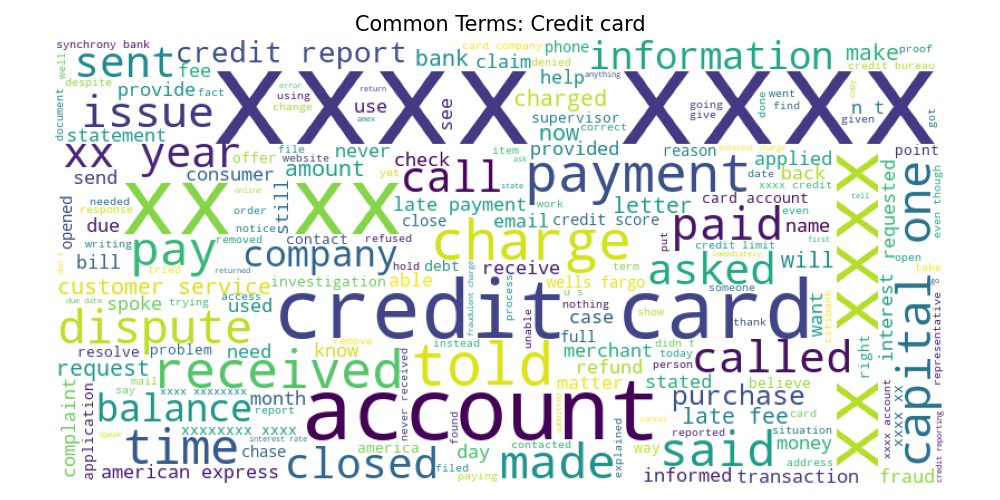 Common Terms: Credit card
synchrony bank
credit report
card company
phone
information
make
proof
well
sent
fee
bank
claim
denied
credit bureau
despite
provide
fact
help
anything
issue
XXXX XXXX
error
using
change
return
use
amex
see
charged
supervisor
now
correct
going
give
done
went
find
copy
n t
given
got
document
statement
xx year
offer
file
website
never
check
item
ask
provided
reason
interest charge
applied
point
send
consumer
amount
yet
call
state
payment
date
back
xxxx credit
XX XX
online
needed
response
order
still
late payment
work
letter
card account
even
tell
requested
one
even though
opened
due
notice
close
email
credit score
put
paid
name
first
writing
pay
removed
contact
refused
charge
credit limit
immediately
don t
bill
company
hold
debt
receive
term
asked
will
open
tried
returned
able
wells fargo
someone
take
customer service
investigation
fraudulent charge
process
u s
go
due date
spoke
trying
access
used
credit card
nothing
show
want
citibank
XXXX XXXX
interest
capital one
representative
dispute
unable
case
thank
full
resolve
problem
need
know
remove
instead
merchant
didn t
today
called
right
request
received
told
refund
person
mail
matter
stated
believe
say
xxxx xxxxxxxx
month
account
purchase
complaint
application
balance
report
never received
submitted
late fee
card
xxxx account
xxxx xx
speak
xxxxxxxx xxxx
interest rate
found
cancel
reported
situation
time
chase
america
contacted
explained
way
said
money
address
american express
closed
filed
day
paying
made
informed
transaction
fraud
credit reporting